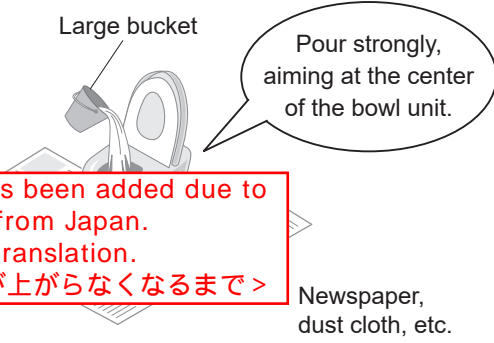 Large bucket
Pour strongly,
aiming at the center
of the bowl unit.
s been added due to
from Japan.
ranslation.
が上がらなくなるまで>
Newspaper,
dust cloth, etc.